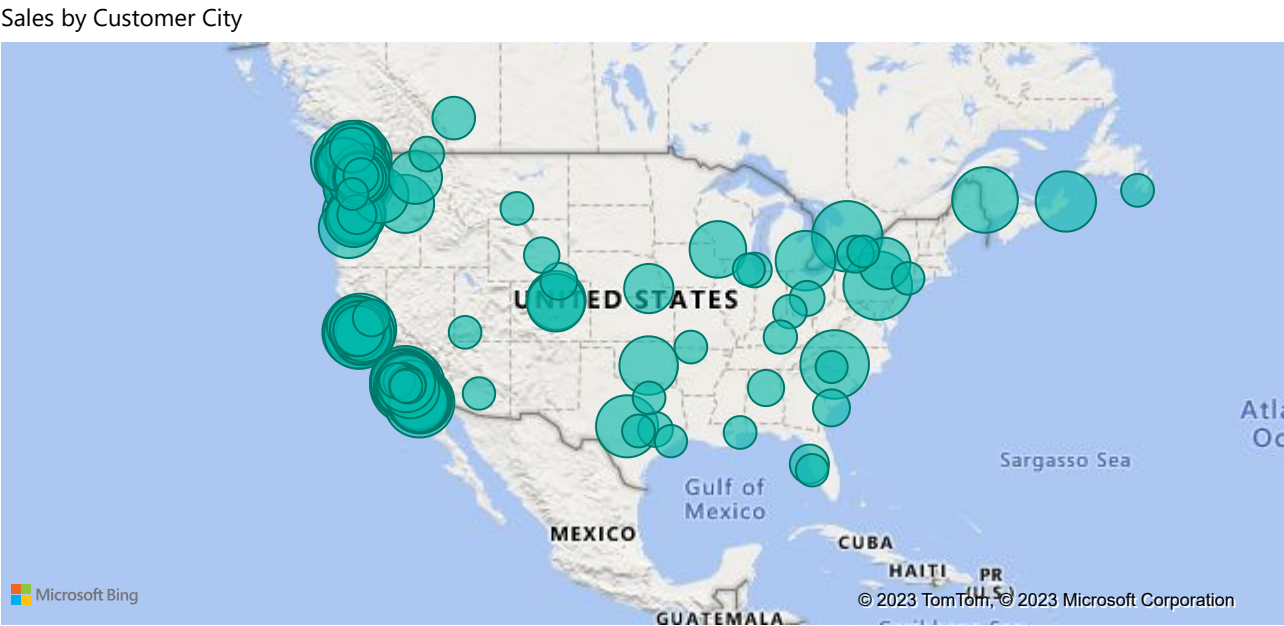 Sales by Customer City
UNITED STATES
Atla
Oc
Sargasso Sea
Gulf of
Mexico
MEXICO
CUBA
HAITI
PR
(U.S.)
Microsoft Bing
© 2023 TomTom, © 2023 Microsoft Corporation
GUATEMALA